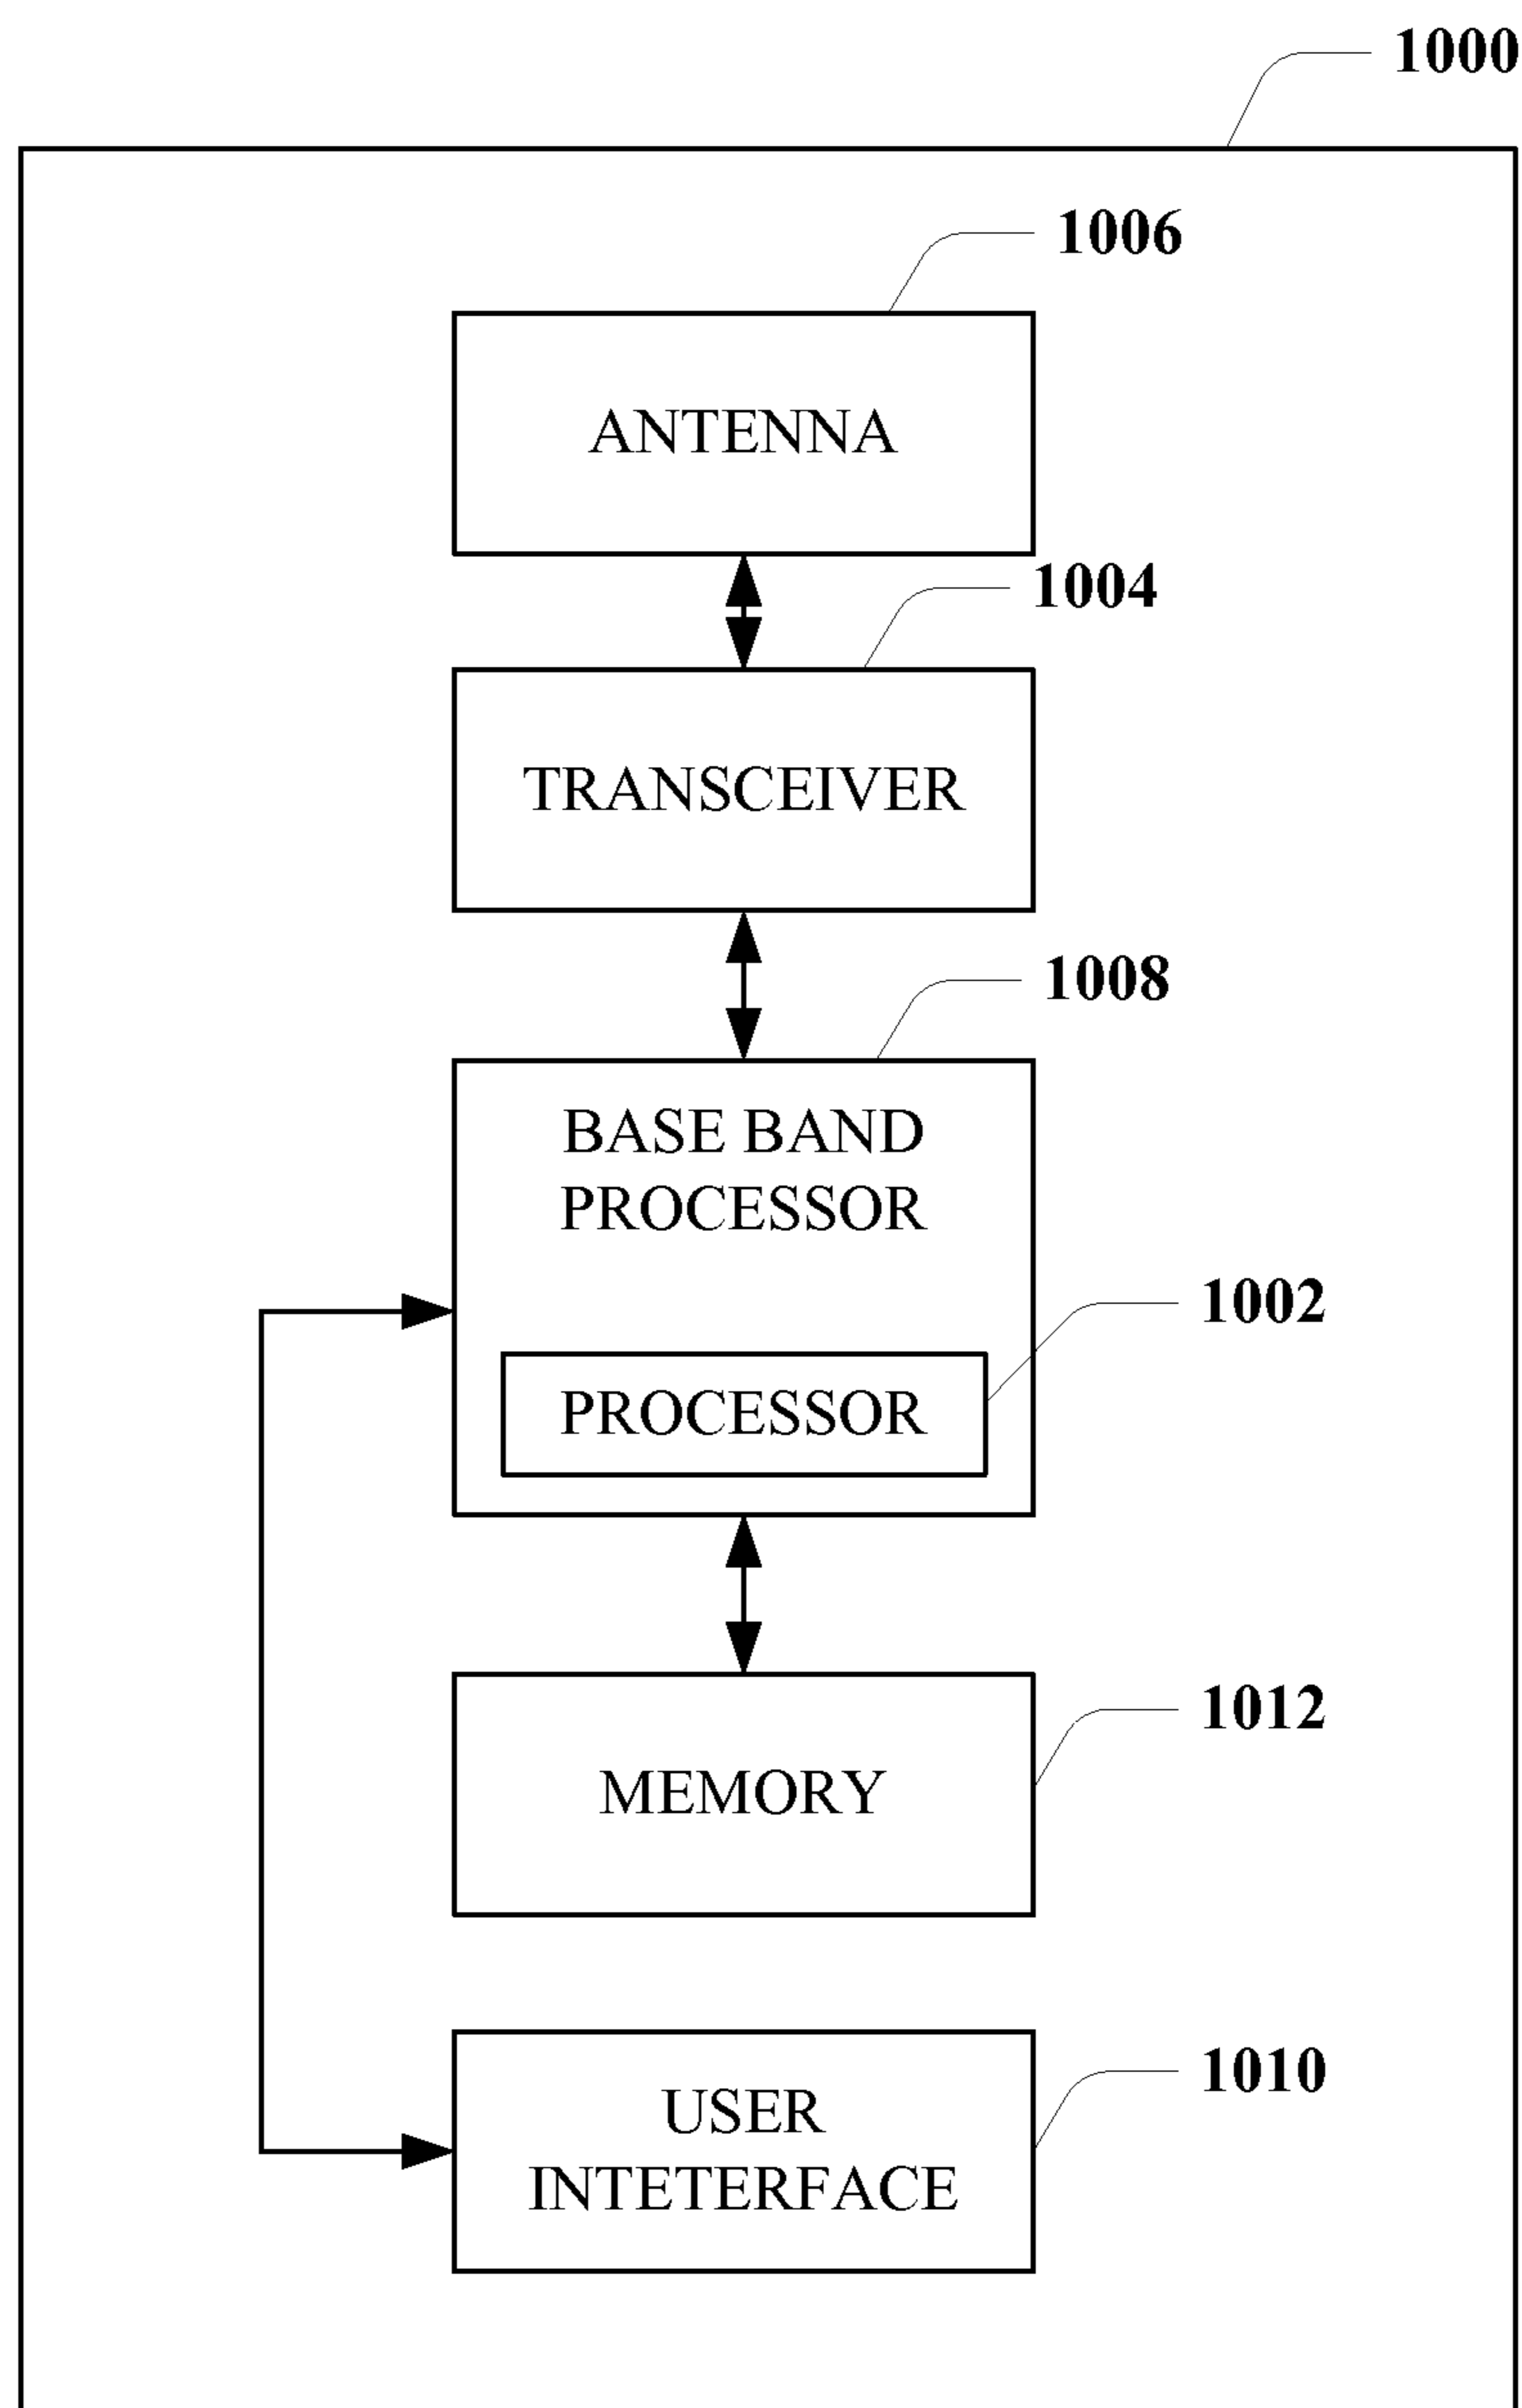 1000
1006
ANTENNA
1004
TRANSCEIVER
1008
BASE BAND
PROCESSOR
1002
PROCESSOR
1012
MEMORY
1010
USER
INTETERFACE